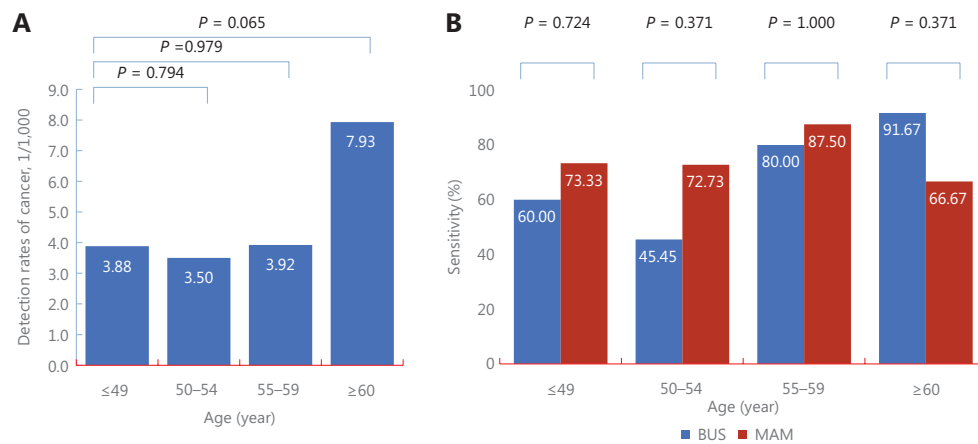 A
P = 0.065
P =0.979
P = 0.794
Detection rates of cancer, 1/1,000
9.0
8.0
7.0
6.0
5.0
4.0
3.0
2.0
1.0
0.0
3.88
3.50
3.92
7.93
≤49
50–54
55–59
≥60
Age (year)
B
P = 0.724
P = 0.371
P = 1.000
P = 0.371
Sensitivity (%)
100
80
60
40
20
0
60.00
73.33
45.45
72.73
80.00
87.50
91.67
66.67
≤49
50–54
55–59
≥60
Age (year)
BUS
MAM